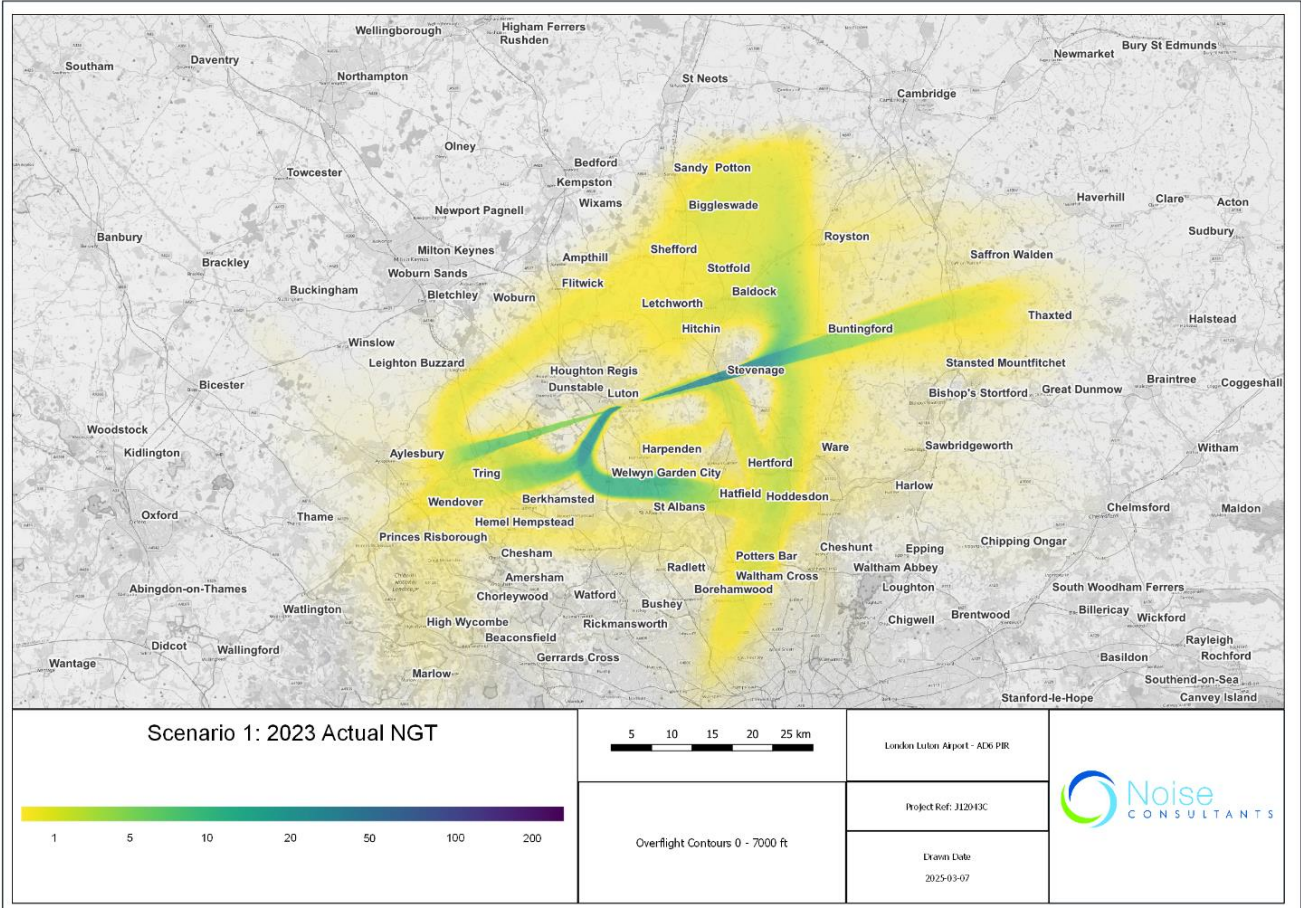 Wellingborough
Higham Ferrers
Rushden
Southam
Daventry
Northampton
St Neots
Newmarket
Bury St Edmunds
Cambridge
Olney
Towcester
Bedford
Kempston
Wixams
Sandy Potton
Biggleswade
Haverhill
Clare
Acton
Sudbury
Newport Pagnell
Banbury
Brackley
Milton Keynes
Woburn Sands
Buckingham
Bletchley
Woburn
Ampthill
Flitwick
Shefford
Stotfold
Royston
Saffron Walden
Letchworth
Baldock
Hitchin
Buntingford
Thaxted
Halstead
Winslow
Leighton Buzzard
Houghton Regis
Dunstable
Luton
Stevenage
Stansted Mountfitchet
Bicester
Bishop's Stortford
Great Dunmow
Braintree
Coggeshall
Woodstock
Kidlington
Aylesbury
Harpenden
Ware
Sawbridgeworth
Witham
Tring
Welwyn Garden City
Hertford
Wendover
Berkhamsted
St Albans
Hatfield
Hoddesdon
Harlow
Oxford
Thame
Hemel Hempstead
Chelmsford
Maldon
Princes Risborough
Chesham
Potters Bar
Cheshunt
Epping
Chipping Ongar
Abingdon-on-Thames
Amersham
Radlett
Waltham Cross
Waltham Abbey
Chorleywood
Watford
Borehamwood
Loughton
South Woodham Ferrers
Watlington
Bushey
Billericay
Wickford
High Wycombe
Rickmansworth
Chigwell
Brentwood
Beaconsfield
Rayleigh
Didcot
Wallingford
Gerrards Cross
Basildon
Rochford
Wantage
Marlow
Southend-on-Sea
Stanford-le-Hope
Canvey Island
Scenario 1: 2023 Actual NGT
1 5 10 20 50 100 200
5 10 15 20 25 km
Overflight Contours 0 - 7000 ft
London Luton Airport - AD6 PIR
Project Ref: J12043C
Drawn Date
2025-03-07
Noise
CONSULTANTS